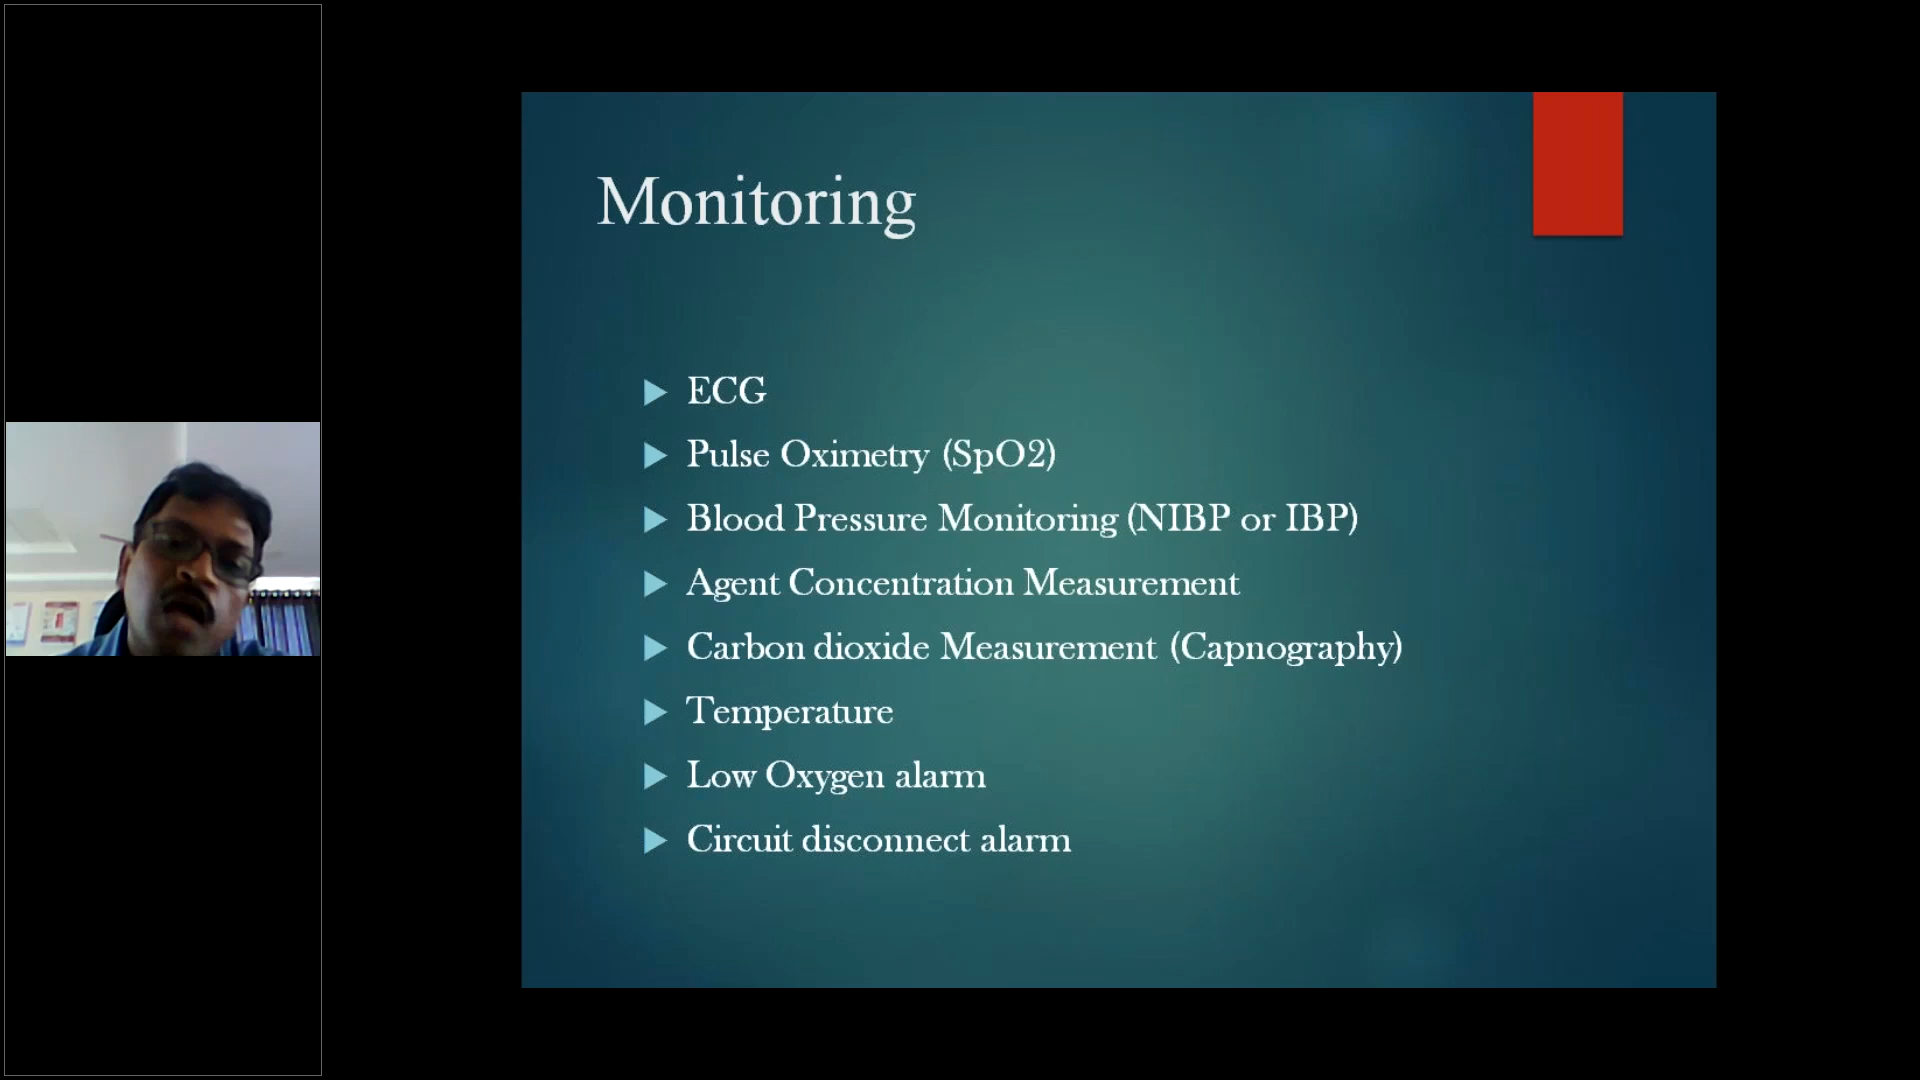 Monitoring
ECG
Pulse Oximetry (SpO2)
Blood Pressure Monitoring (NIBP or IBP)
Agent Concentration Measurement
Carbon dioxide Measurement (Capnography)
Temperature
Low Oxygen alarm
Circuit disconnect alarm